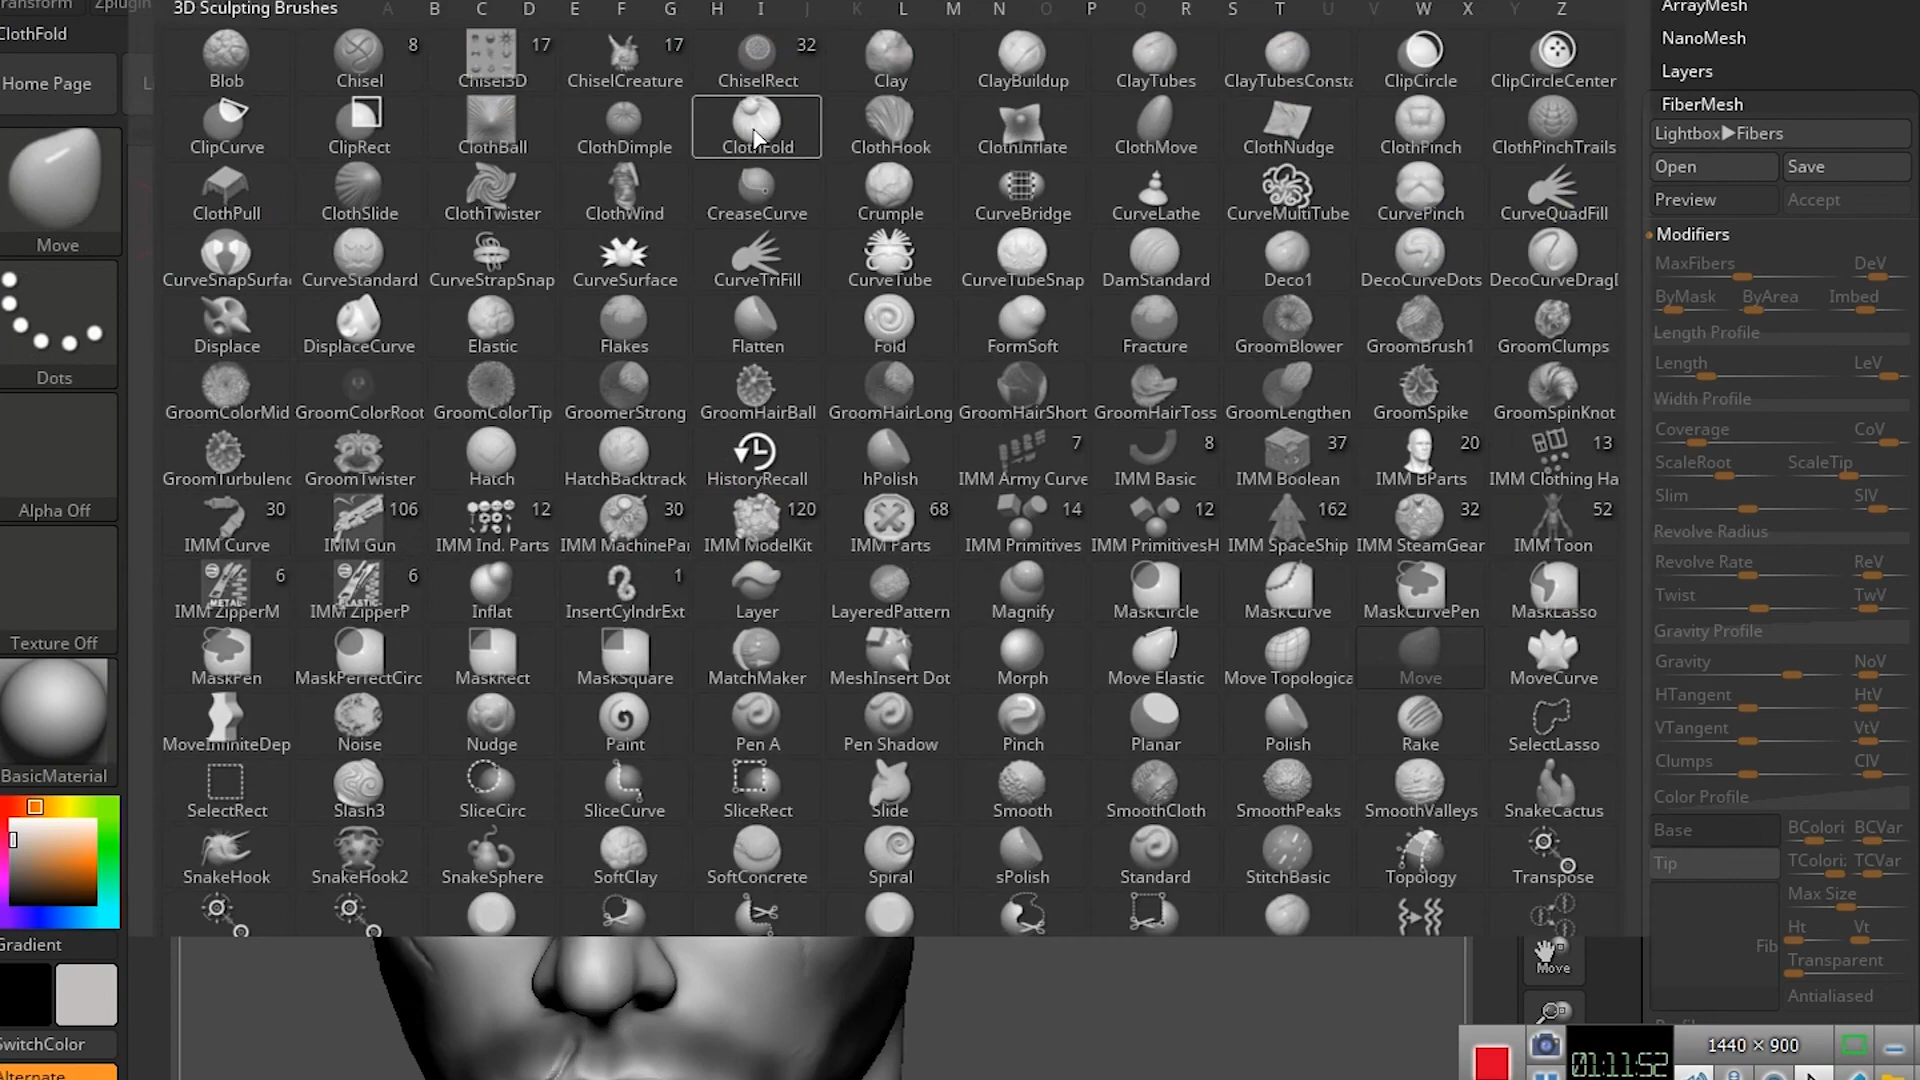 Transform Zplugin
3D Sculpting Brushes A B C D E F G H I J K L M N O P Q R S T U V W X Y Z
ArrayMesh
ClothFold
NanoMesh
Home Page
Layers
FiberMesh
Lightbox▶Fibers
Open Save
Preview Accept
Modifiers
Blob
8 Chisel
17 Chisel3D
17 ChiselCreature
32 ChiselRect
Clay ClayBuildup ClayTubes ClayTubesConsta ClipCircle ClipCircleCenter
ClipCurve ClipRect ClothBall ClothDimple ClothFold ClothHook ClothInflate ClothMove ClothNudge ClothPinch ClothPinchTrails
ClothPull ClothSlide ClothTwister ClothWind CreaseCurve Crumple CurveBridge CurveLathe CurveMultiTube CurvePinch CurveQuadFill
CurveSnapSurfac CurveStandard CurveStrapSnap CurveSurface CurveTriFill CurveTube CurveTubeSnap DamStandard Deco1 DecoCurveDots DecoCurveDragD
Displace DisplaceCurve Elastic Flakes Flatten Fold FormSoft Fracture GroomBlower GroomBrush1 GroomClumps
GroomColorMid GroomColorRoot GroomColorTip GroomerStrong GroomHairBall GroomHairLong GroomHairShort GroomHairToss GroomLengthen GroomSpike GroomSpinKnot
7 8 37 20 13
GroomTurbulenc GroomTwister Hatch HatchBacktrack HistoryRecall hPolish IMM Army Curve IMM Basic IMM Boolean IMM BParts IMM Clothing Ha
30 106 12 30 120 68 14 12 162 32 52
IMM Curve IMM Gun IMM Ind. Parts IMM MachinePar IMM ModelKit IMM Parts IMM Primitives IMM PrimitivesH IMM SpaceShip IMM SteamGear IMM Toon
6 6 1
IMM ZipperM IMM ZipperP Inflat InsertCylndrExt Layer LayeredPattern Magnify MaskCircle MaskCurve MaskCurvePen MaskLasso
MaskPen MaskPerfectCirc MaskRect MaskSquare MatchMaker MeshInsert Dot Morph Move Elastic Move Topologica Move MoveCurve
MoveInfiniteDep Noise Nudge Paint Pen A Pen Shadow Pinch Planar Polish Rake SelectLasso
SelectRect Slash3 SliceCirc SliceCurve SliceRect Slide Smooth SmoothCloth SmoothPeaks SmoothValleys SnakeCactus
SnakeHook SnakeHook2 SnakeSphere SoftClay SoftConcrete Spiral sPolish Standard StitchBasic Topology Transpose
Move
Dots
Alpha Off
Texture Off
BasicMaterial
Gradient
SwitchColor
Alternate
MaxFibers DeV
ByMask ByArea Imbed
Length Profile
Length LeV
Width Profile
Coverage CoV
ScaleRoot ScaleTip
Slim SlV
Revolve Radius
Revolve Rate ReV
Twist TwV
Gravity Profile
Gravity NoV
HTangent HtV
VTangent VtV
Clumps ClV
Color Profile
Base BColori BCVar
Tip TColori: TCVar
Max Size
Ht Vt
Fib
Transparent
Antialiased
Move
1440 × 900
01:11:52